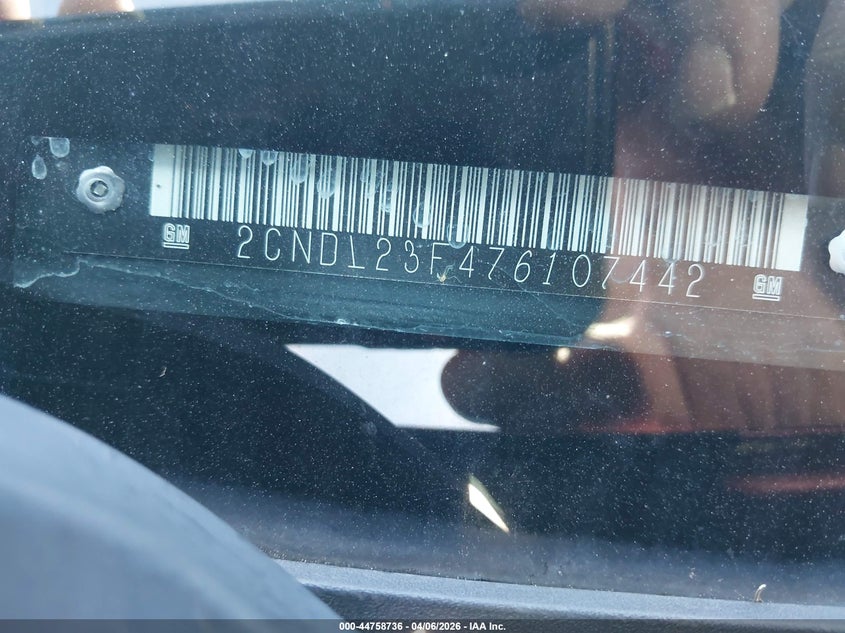 GM 2CNDL23F476107442 GM
000-44758736 - 04/06/2026 - IAA Inc.